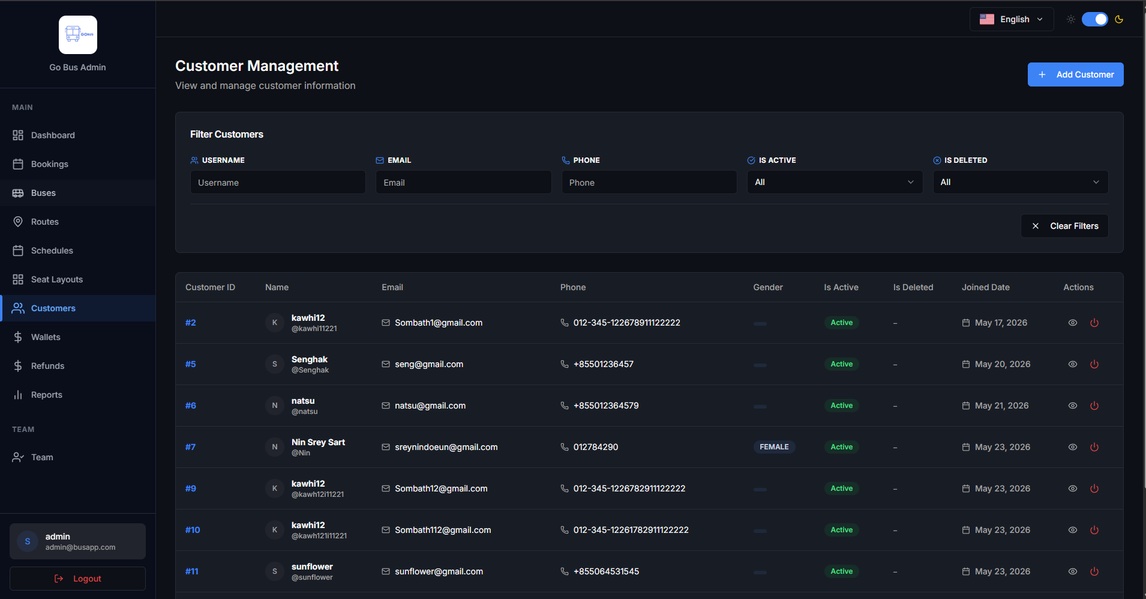 Go Bus Admin
MAIN
Dashboard
Bookings
Buses
Routes
Schedules
Seat Layouts
Customers
Wallets
Refunds
Reports
TEAM
Team
S
admin
admin@busapp.com
Logout
English
Customer Management
View and manage customer information
+ Add Customer
Filter Customers
USERNAME EMAIL PHONE IS ACTIVE IS DELETED
Username Email Phone All All
Clear Filters
Customer ID Name Email Phone Gender Is Active Is Deleted Joined Date Actions
#2 K kawhi12 Sombath1@gmail.com 012-345-122678911122222 Active – May 17, 2026
@kawhi11221
#5 S Senghak seng@gmail.com +85501236457 Active – May 20, 2026
@Senghak
#6 N natsu natsu@gmail.com +855012364579 Active – May 21, 2026
@natsu
#7 N Nin Srey Sart sreynindoeun@gmail.com 012784290 FEMALE Active – May 23, 2026
@Nin
#9 K kawhi12 Sombath12@gmail.com 012-345-1226782911122222 Active – May 23, 2026
@kawh12i11221
#10 K kawhi12 Sombath112@gmail.com 012-345-12261782911122222 Active – May 23, 2026
@kawh121i11221
#11 S sunflower sunflower@gmail.com +855064531545 Active – May 23, 2026
@sunflower